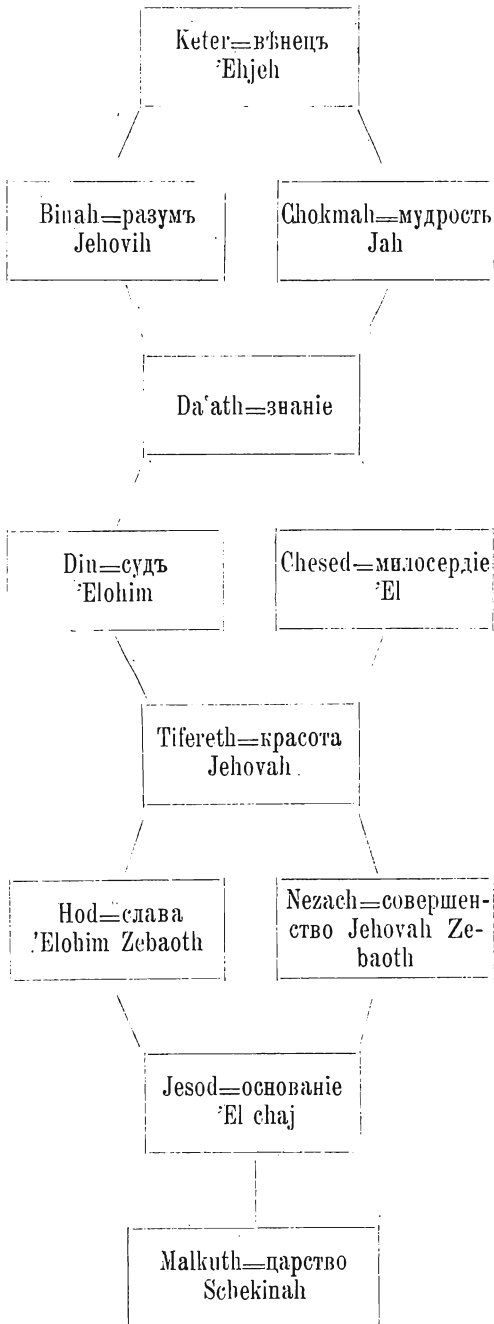 Keter=вѣнецъ
'Ehjeh
Binah=разумъ
Jehovih
Chokmah=мудрость
Jah
Da'ath=знаніе
Din=судъ
'Elohim
Chesed=милосердіе
'El
Tifereth=красота
Jehovah
Hod=слава
'Elohim Zebaoth
Nezach=совершен-
ство Jehovah Ze-
baoth
Jesod=основаніе
'El chaj
Malkuth=царство
Schekinah